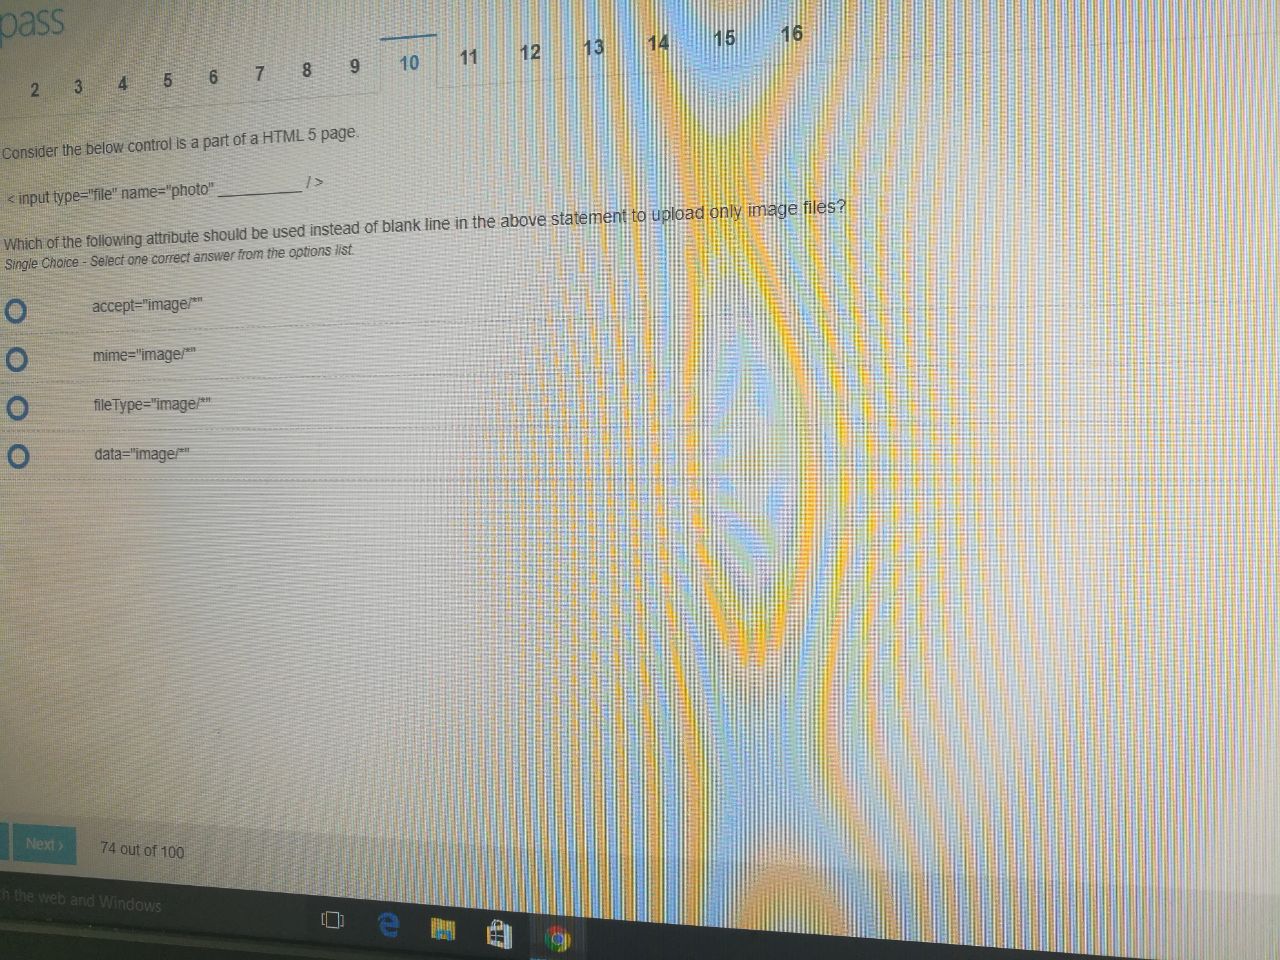 pass
2 3 4 5 6 7 8 9 10 11 12 13 14 15 16
Consider the below control is a part of a HTML 5 page.
< input type="file" name="photo" __________ / >
Which of the following attribute should be used instead of blank line in the above statement to upload only image files?
Single Choice - Select one correct answer from the options list.
accept="image/*"
mime="image/*"
fileType="image/*"
data="image/*"
Next >
74 out of 100
the web and Windows